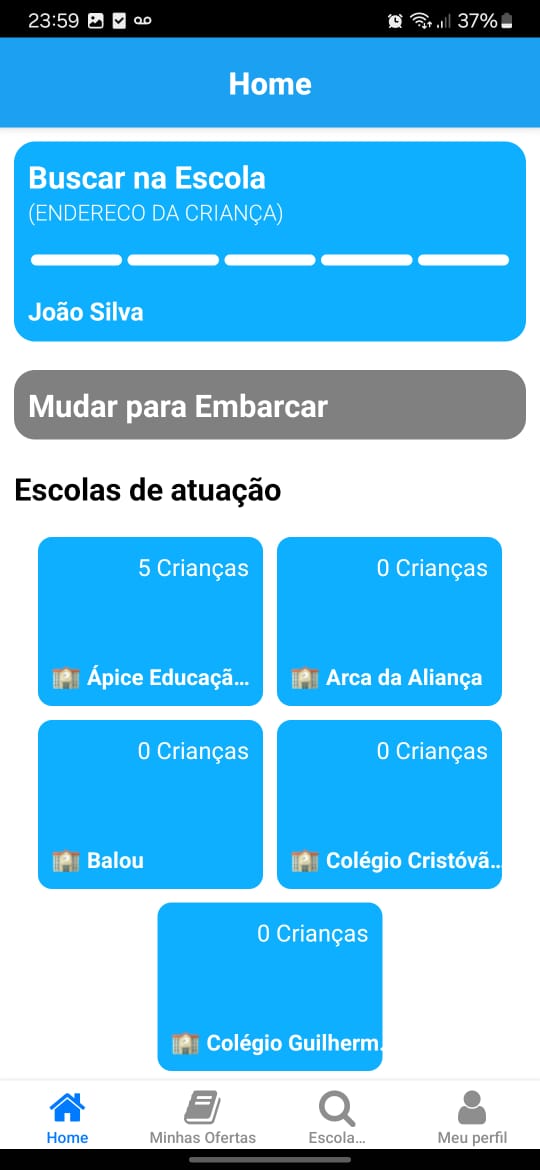 23:59
37%
Home
Buscar na Escola
(ENDERECO DA CRIANÇA)
João Silva
Mudar para Embarcar
Escolas de atuação
5 Crianças
Ápice Educaçã...
0 Crianças
Arca da Aliança
0 Crianças
Balou
0 Crianças
Colégio Cristóvã...
0 Crianças
Colégio Guilherm.
Home
Minhas Ofertas
Escola...
Meu perfil